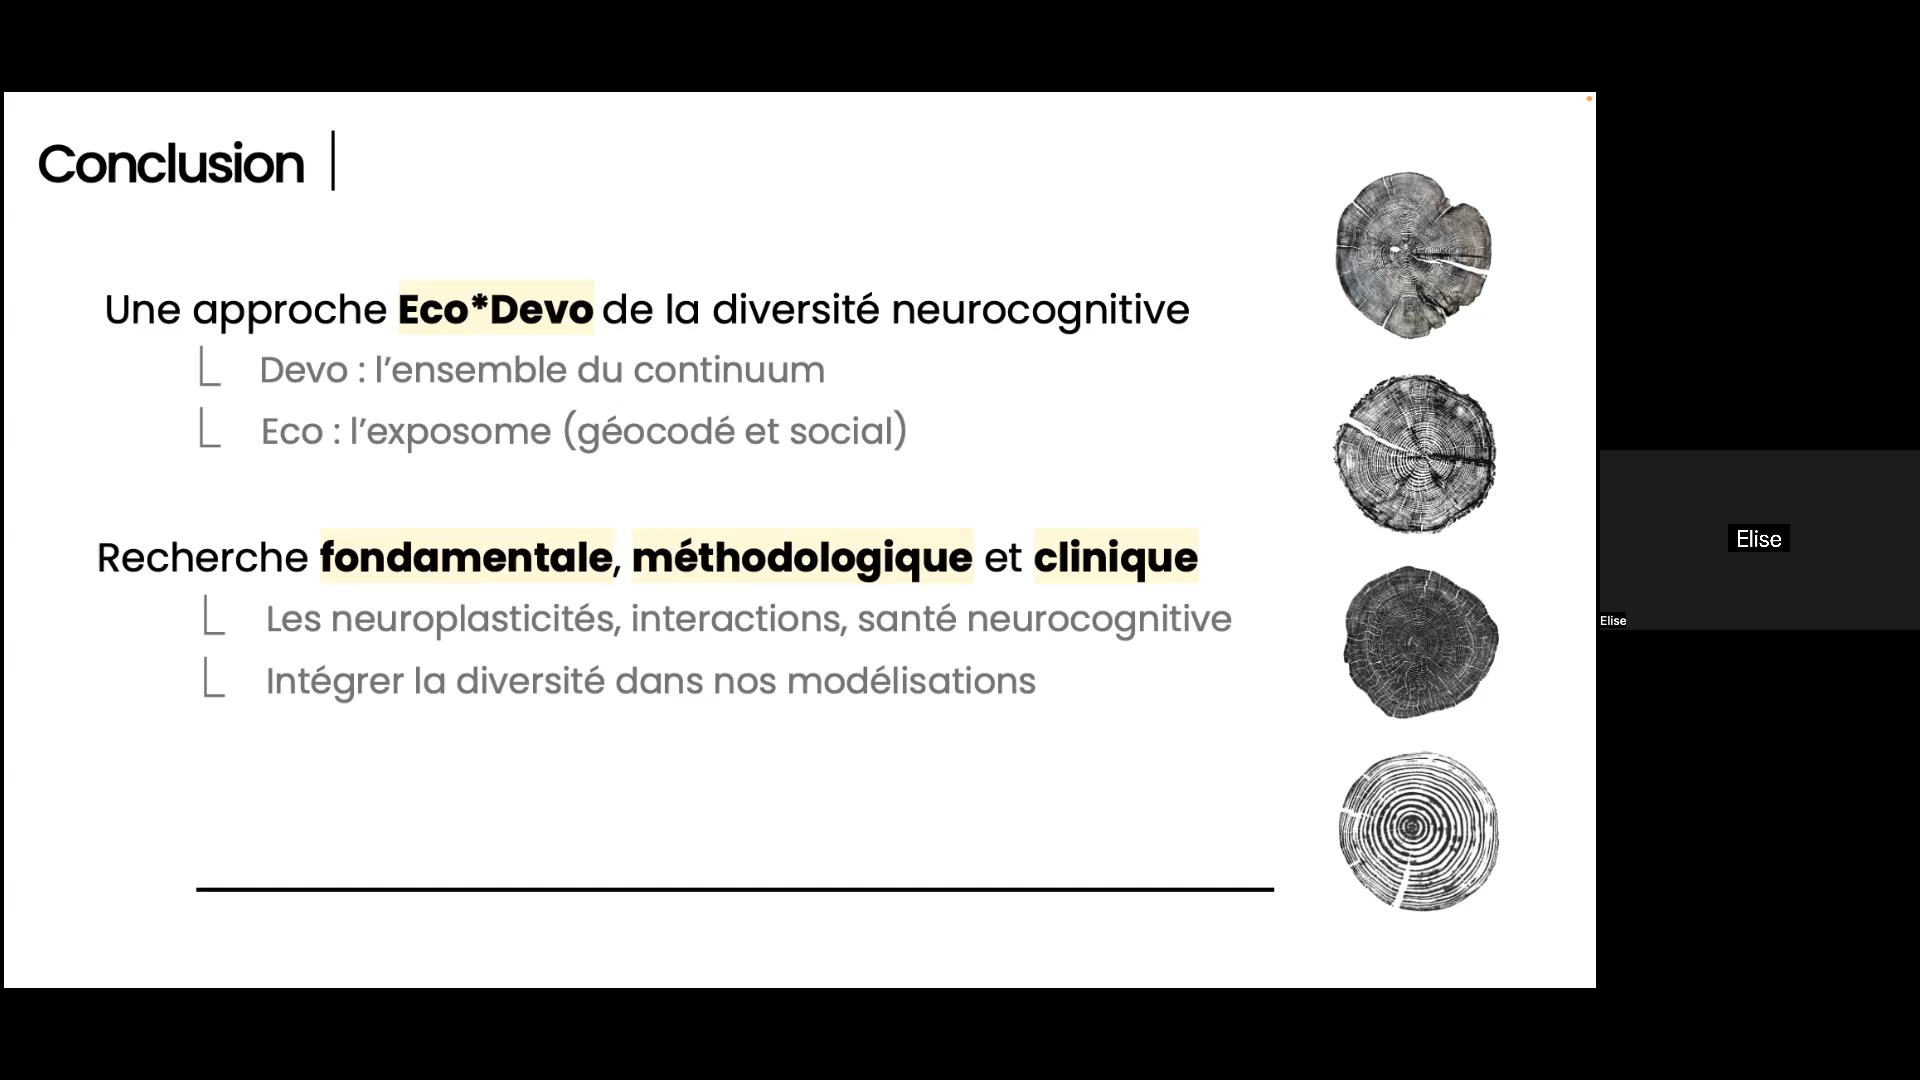 Conclusion
Une approche Eco*Devo de la diversité neurocognitive
Devo : l’ensemble du continuum
Eco : l’exposome (géocodé et social)
Recherche fondamentale, méthodologique et clinique
Les neuroplasticités, interactions, santé neurocognitive
Intégrer la diversité dans nos modélisations
Elise
Elise